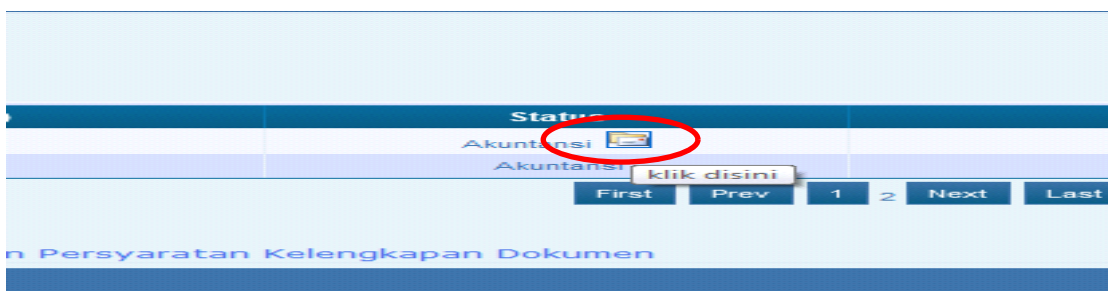 Status
Akuntansi
Akuntansi
klik disini
First Prev 1 2 Next Last
n Persyaratan Kelengkapan Dokumen